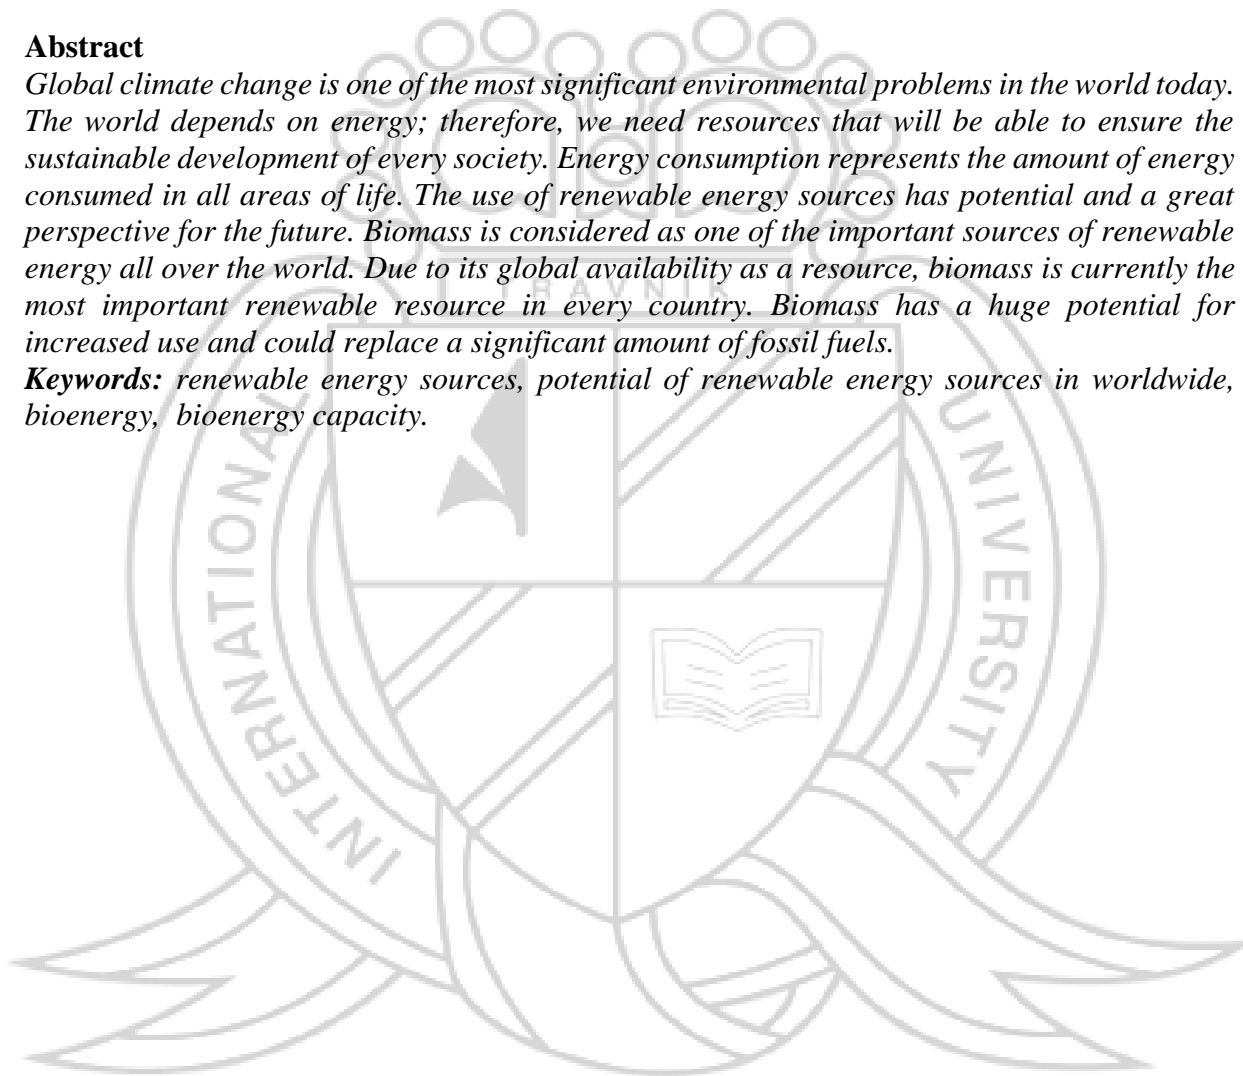 Abstract
Global climate change is one of the most significant environmental problems in the world today.
The world depends on energy; therefore, we need resources that will be able to ensure the
sustainable development of every society. Energy consumption represents the amount of energy
consumed in all areas of life. The use of renewable energy sources has potential and a great
perspective for the future. Biomass is considered as one of the important sources of renewable
energy all over the world. Due to its global availability as a resource, biomass is currently the
most important renewable resource in every country. Biomass has a huge potential for
increased use and could replace a significant amount of fossil fuels.
Keywords: renewable energy sources, potential of renewable energy sources in worldwide,
bioenergy,  bioenergy capacity.
TRAVNIK
INTERNATIONAL
UNIVERSITY